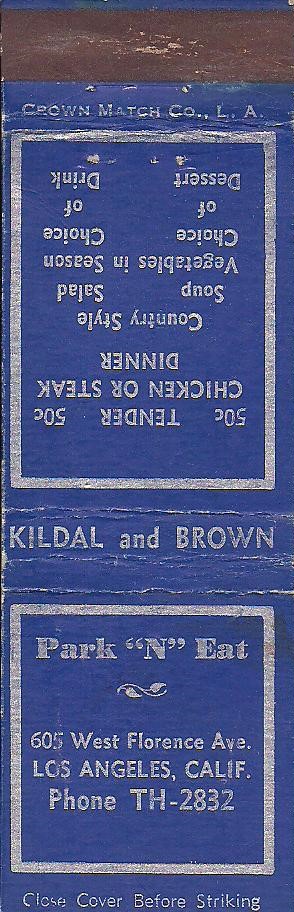 CROWN MATCH CO., L. A.
50c TENDER 50c
CHICKEN OR STEAK
DINNER
Country Style
Soup Salad
Vegetables in Season
Choice Choice
of of
Dessert Drink
KILDAL and BROWN
Park "N" Eat
605 West Florence Ave.
LOS ANGELES, CALIF.
Phone TH-2832
Close Cover Before Striking